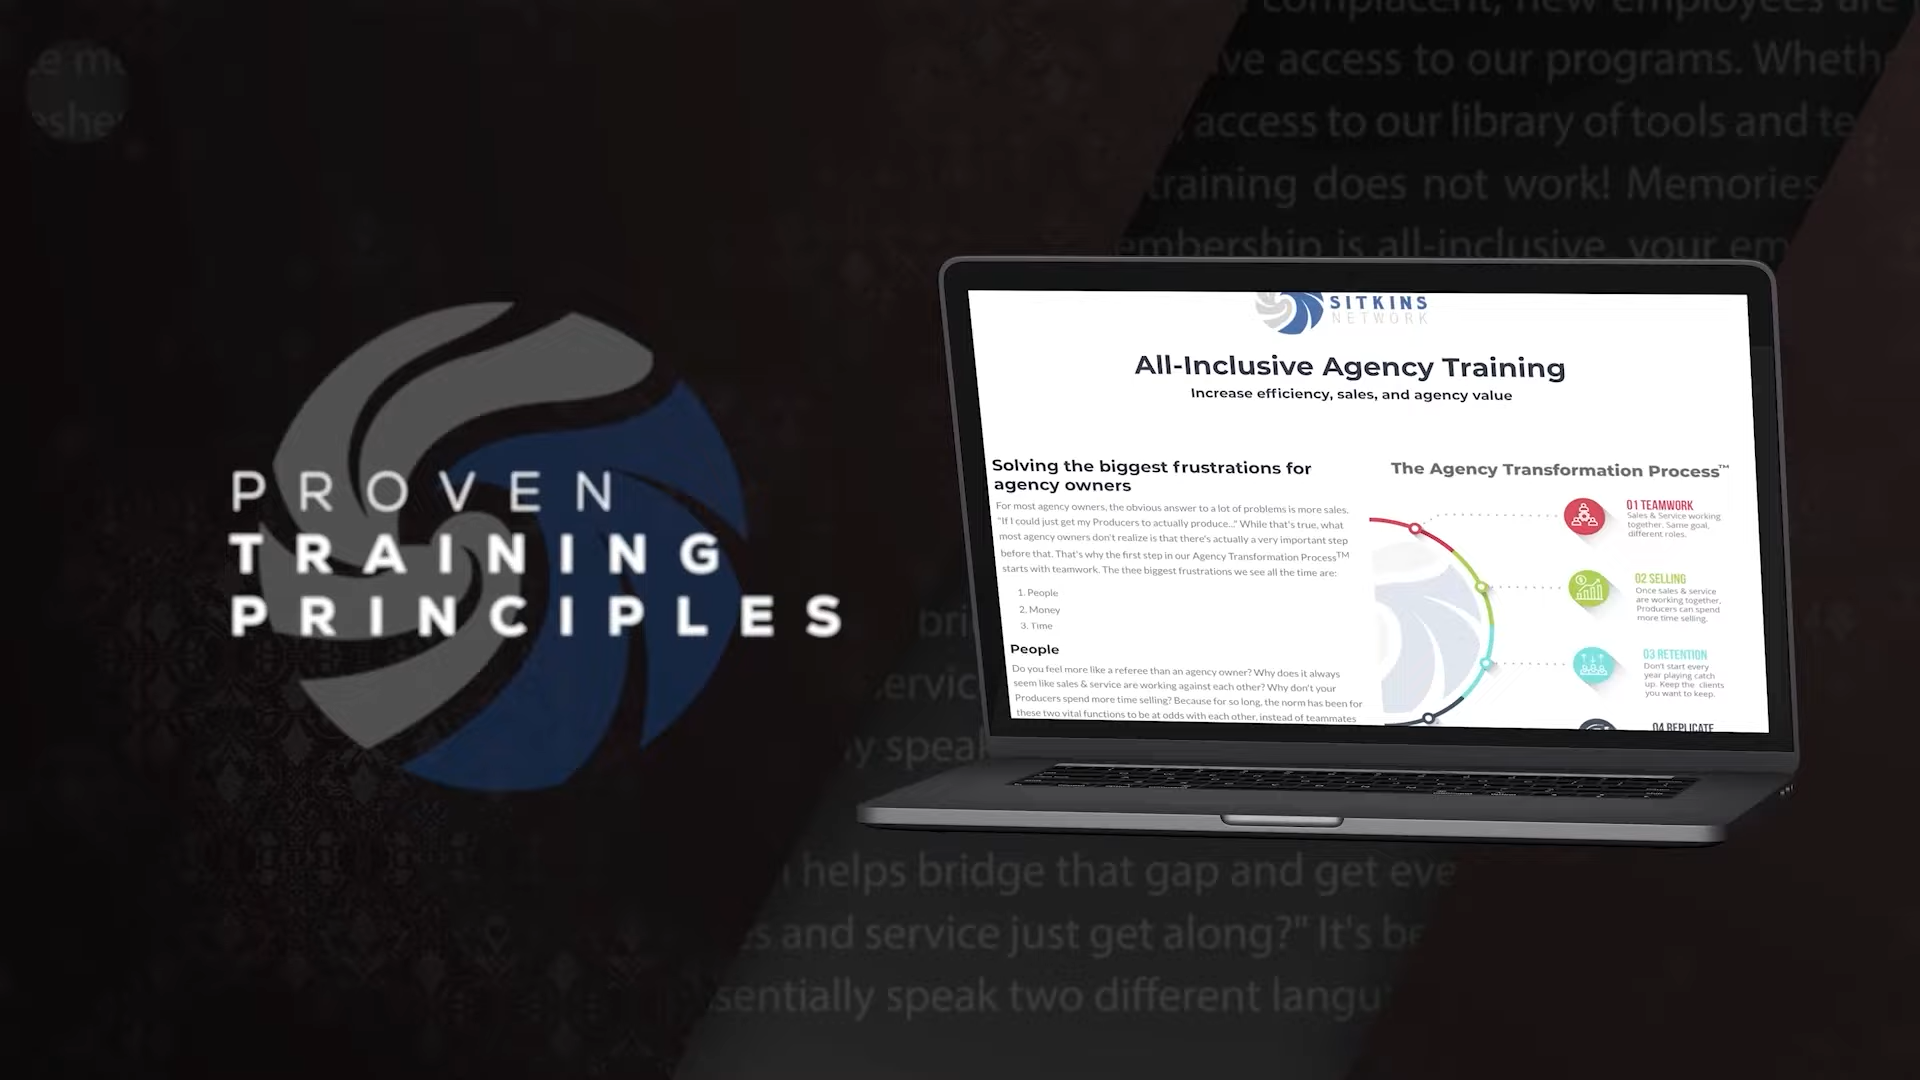 complacent, new employees are
ve access to our programs. Wheth
access to our library of tools and te
training does not work! Memories
embership is all-inclusive, your em
PROVEN
TRAINING
PRINCIPLES
SITKINS
NETWORK
All-Inclusive Agency Training
Increase efficiency, sales, and agency value
Solving the biggest frustrations for
agency owners
For most agency owners, the obvious answer to a lot of problems is more sales.
"If I could just get my Producers to actually produce..." While that's true, what
most agency owners don't realize is that there's actually a very important step
before that. That's why the first step in our Agency Transformation Process™
starts with teamwork. The thee biggest frustrations we see all the time are:
1. People
2. Money
3. Time
People
Do you feel more like a referee than an agency owner? Why does it always
seem like sales & service are working against each other? Why don't your
Producers spend more time selling? Because for so long, the norm has been for
these two vital functions to be at odds with each other, instead of teammates
The Agency Transformation Process™
01 TEAMWORK
Sales & Service working
together. Same goal,
different roles.
02 SELLING
Once sales & service
are working together,
Producers can spend
more time selling.
03 RETENTION
Don't start every
year playing catch
up. Keep the clients
you want to keep.
04 REPLICATE
bri
servic
y speak
helps bridge that gap and get eve
s and service just get along?" It's be
sentially speak two different langu